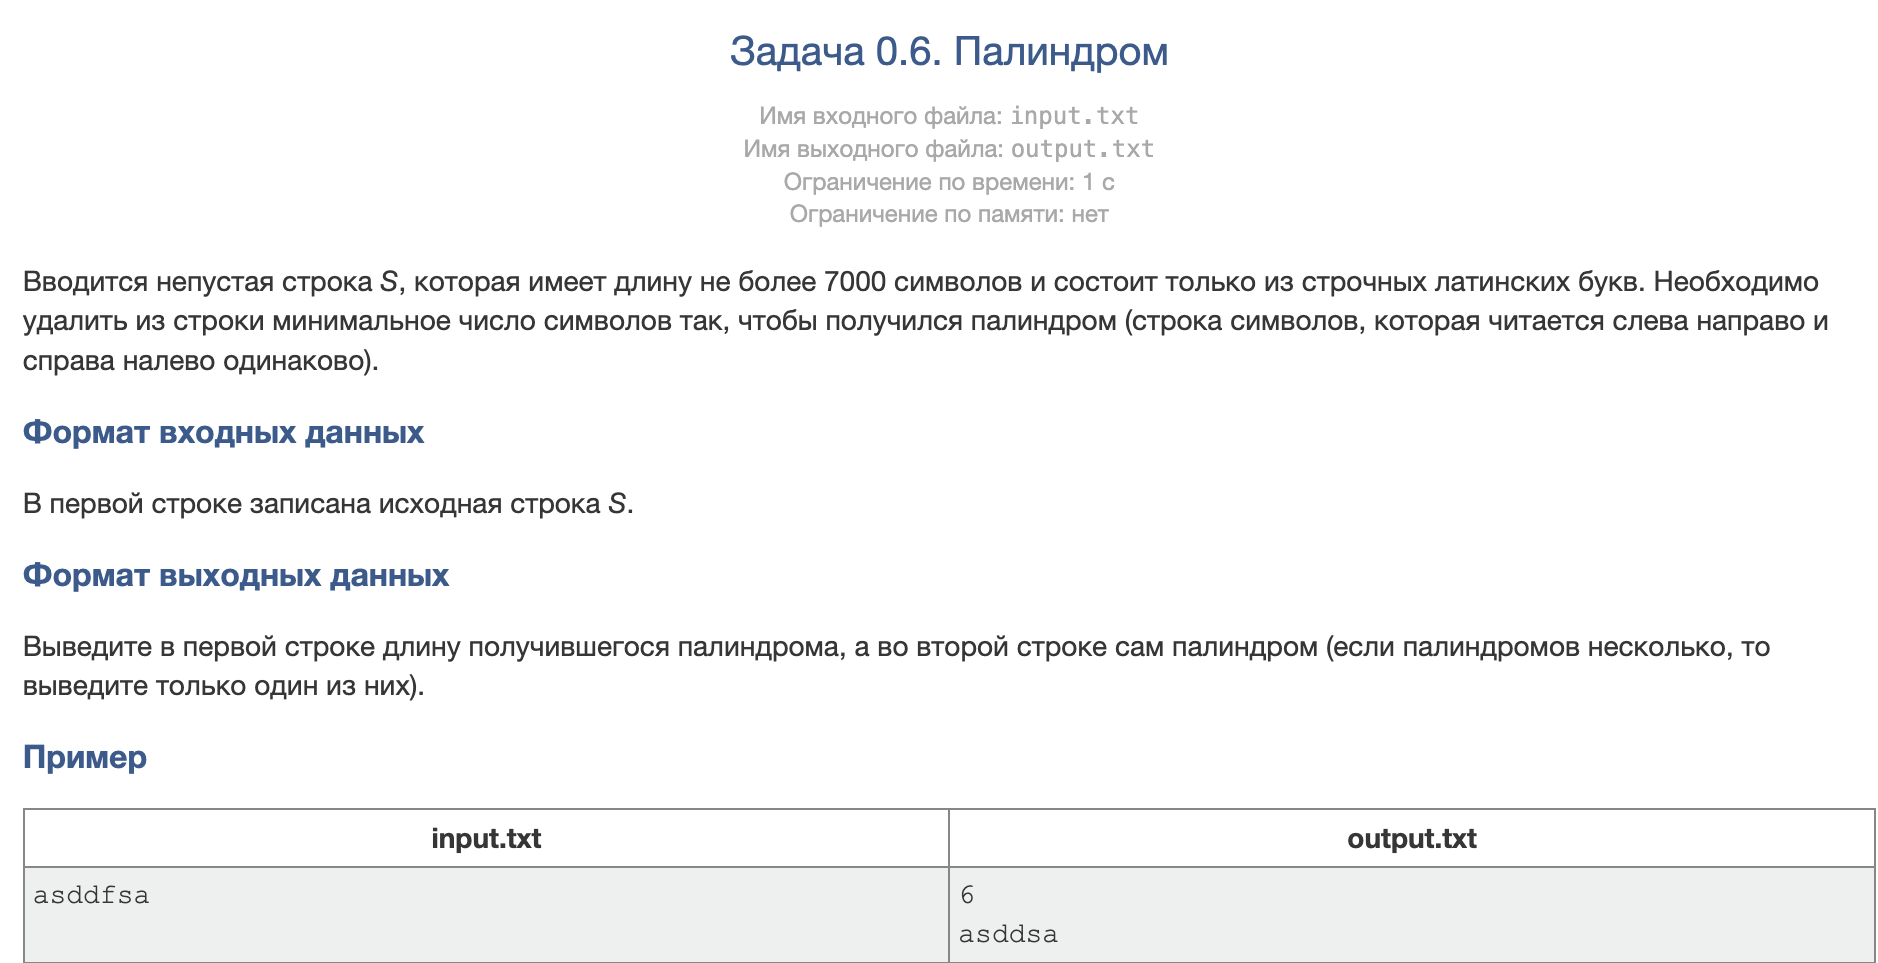 Задача 0.6. Палиндром
Имя входного файла: input.txt
Имя выходного файла: output.txt
Ограничение по времени: 1 с
Ограничение по памяти: нет
Вводится непустая строка S, которая имеет длину не более 7000 символов и состоит только из строчных латинских букв. Необходимо
удалить из строки минимальное число символов так, чтобы получился палиндром (строка символов, которая читается слева направо и
справа налево одинаково).
Формат входных данных
В первой строке записана исходная строка S.
Формат выходных данных
Выведите в первой строке длину получившегося палиндрома, а во второй строке сам палиндром (если палиндромов несколько, то
выведите только один из них).
Пример
input.txt output.txt
asddfsa 6
asddsa